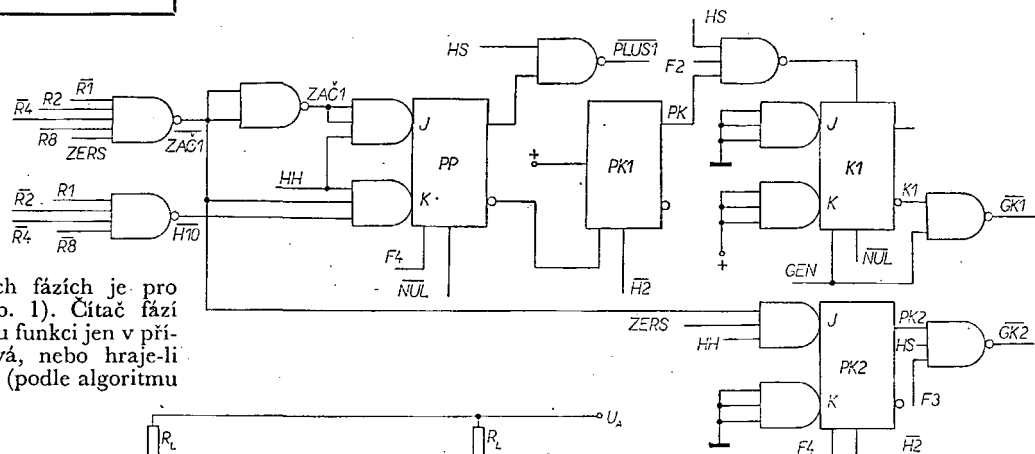 HS
HS
PLUS1
F2
R1
R2
R4
R8
ZERS
ZAČ1
ZAČ1
J
PP
K
HH
F4
NUL
R1
R2
R4
R8
H10
+
PK1
PK
H2
J
K1
K
+
K1
GK1
GEN
NUL
ch fázích je pro
b. 1). Čítač fází
u funkci jen v pří-
vá, nebo hraje-li
(podle algoritmu
ZERS
HH
J
PK2
K
PK2
HS
GK2
F3
F4
H2
R_L
R_L
U_A